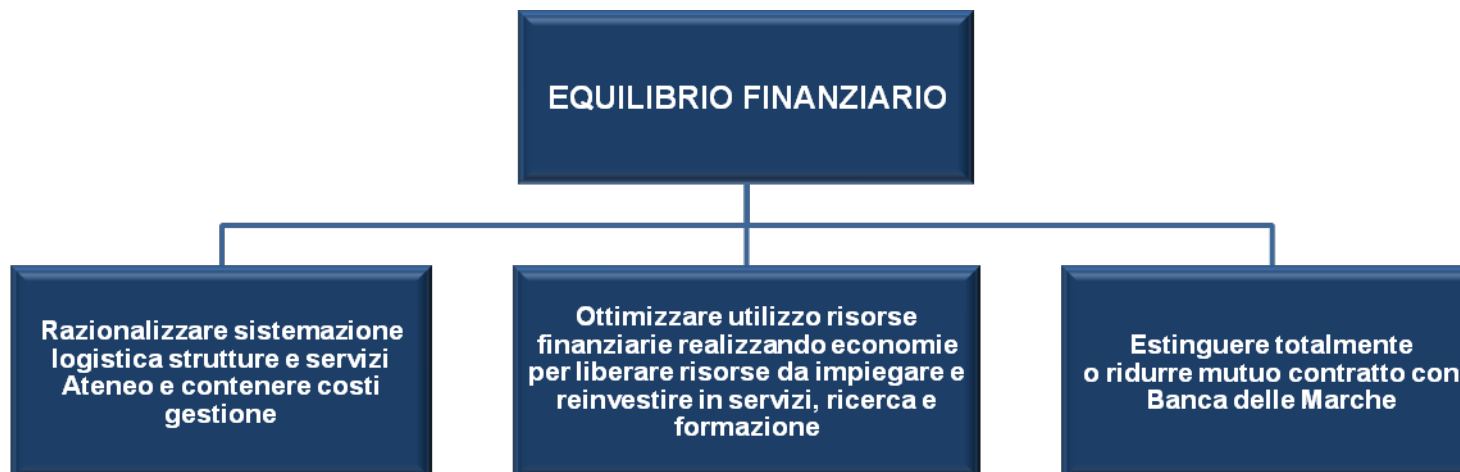 EQUILIBRIO FINANZIARIO
Razionalizzare sistemazione
logistica strutture e servizi
Ateneo e contenere costi
gestione
Ottimizzare utilizzo risorse
finanziarie realizzando economie
per liberare risorse da impiegare e
reinvestire in servizi, ricerca e
formazione
Estinguere totalmente
o ridurre mutuo contratto con
Banca delle Marche